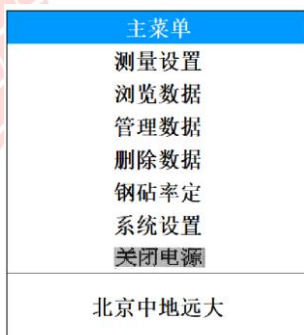 主菜单
测量设置
浏览数据
管理数据
删除数据
钢砧率定
系统设置
关闭电源
北京中地远大